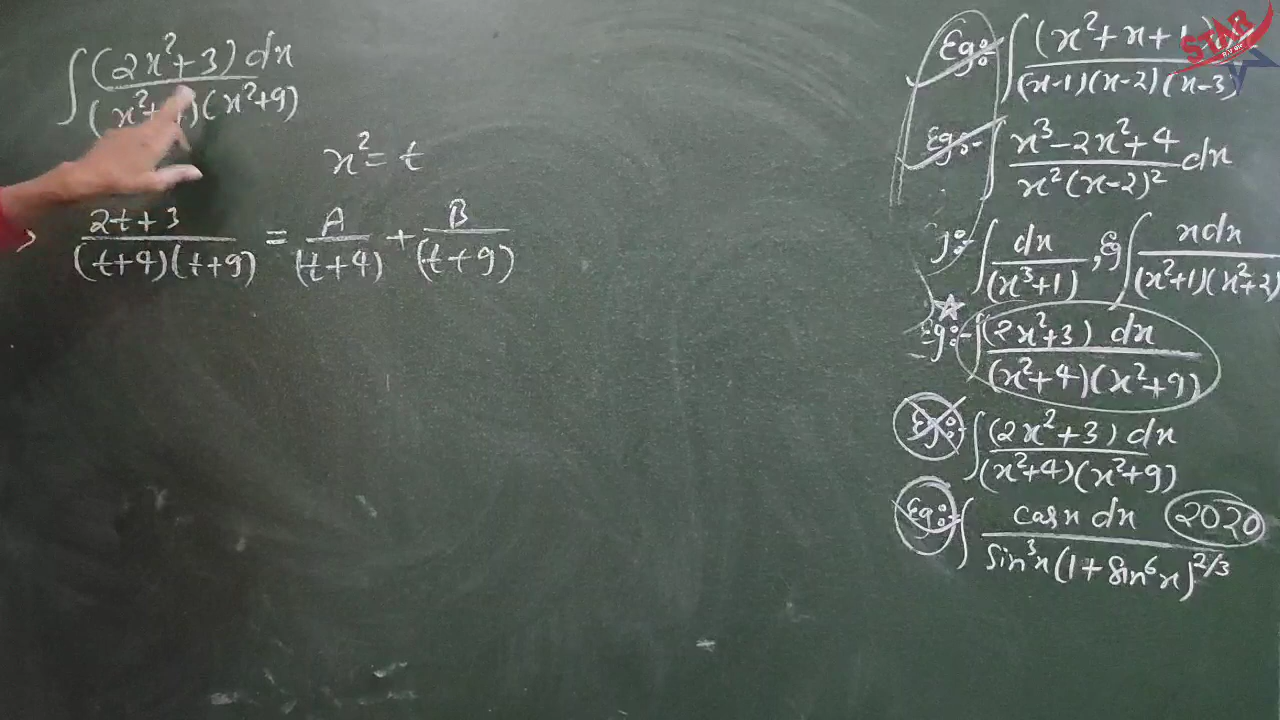 ∫ (2x²+3) dx / (x²+4)(x²+9)
x² = t
2t+3 / (t+4)(t+9) = A / (t+4) + B / (t+9)
Eg:- ∫ (x²+x+1) / (x-1)(x-2)(x-3)
Eg:- ∫ x³-2x²+4 / x²(x-2)² dx
g:- ∫ dx / (x³+1) , & ∫ xdx / (x²+1)(x²+2)
Eg:- ∫ (2x²+3) dx / (x²+4)(x²+9)
Eg:- ∫ (2x²+3) dx / (x²+4)(x²+9)
Eg:- ∫ cosx dx / sin³x(1+sin⁶x)^2/3 2020
STAR